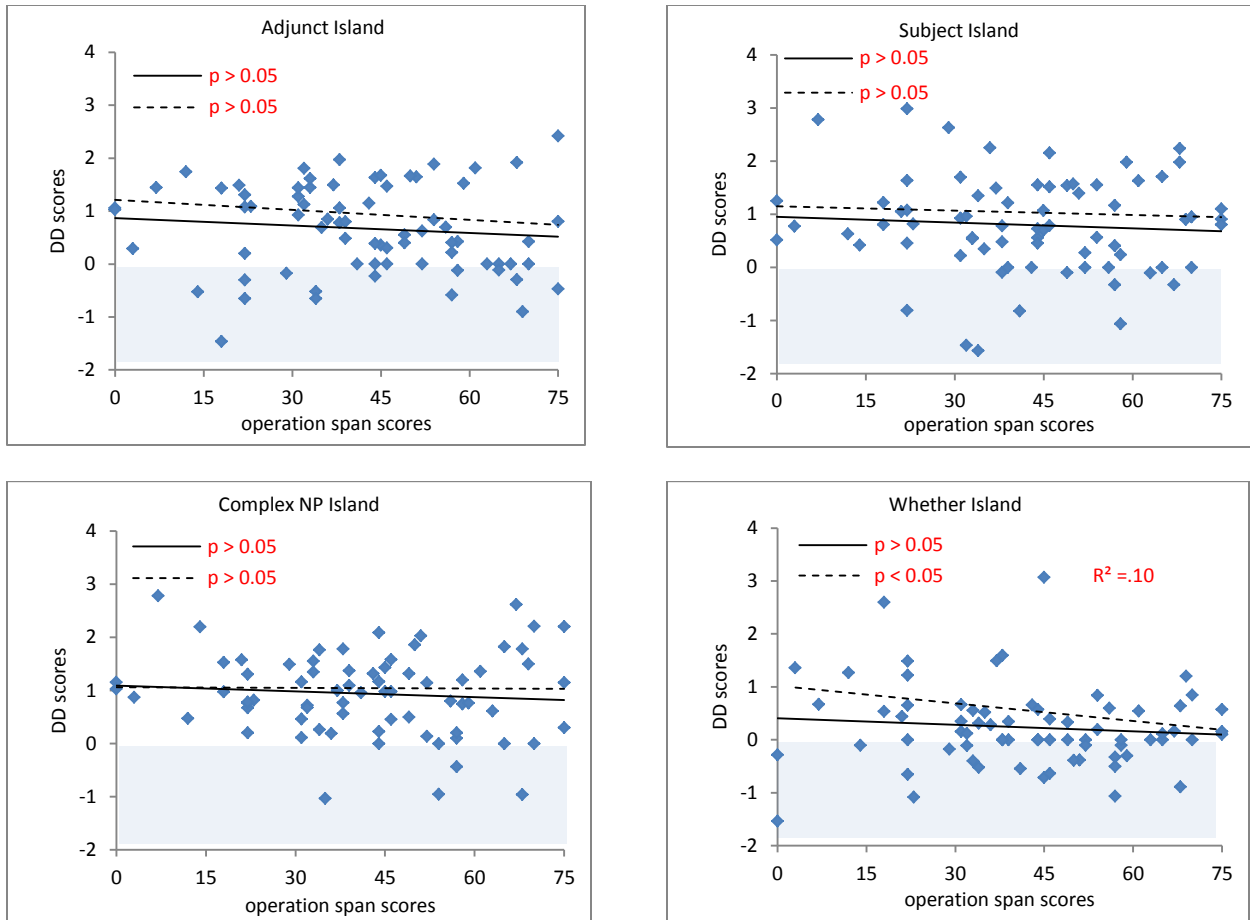 Adjunct Island
4
3
2
1
0
-1
-2
DD scores
p > 0.05
p > 0.05
0 15 30 45 60 75
operation span scores
Subject Island
4
3
2
1
0
-1
-2
DD scores
p > 0.05
p > 0.05
0 15 30 45 60 75
operation span scores
Complex NP Island
4
3
2
1
0
-1
-2
DD scores
p > 0.05
p > 0.05
0 15 30 45 60 75
operation span scores
Whether Island
4
3
2
1
0
-1
-2
DD scores
p > 0.05
p < 0.05 R² =.10
0 15 30 45 60 75
operation span scores